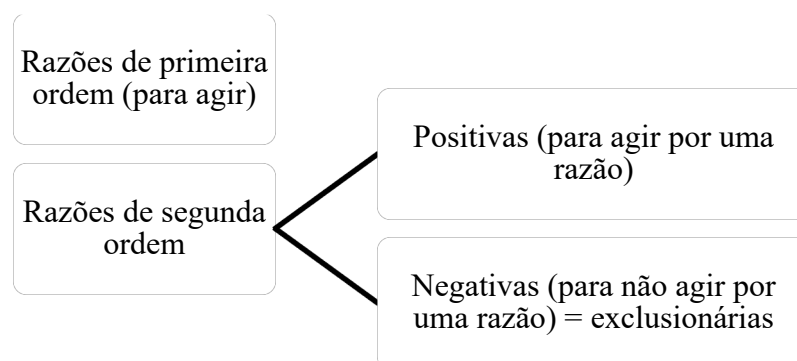 Razões de primeira
ordem (para agir)
Razões de segunda
ordem
Positivas (para agir por uma
razão)
Negativas (para não agir por
uma razão) = exclusionárias